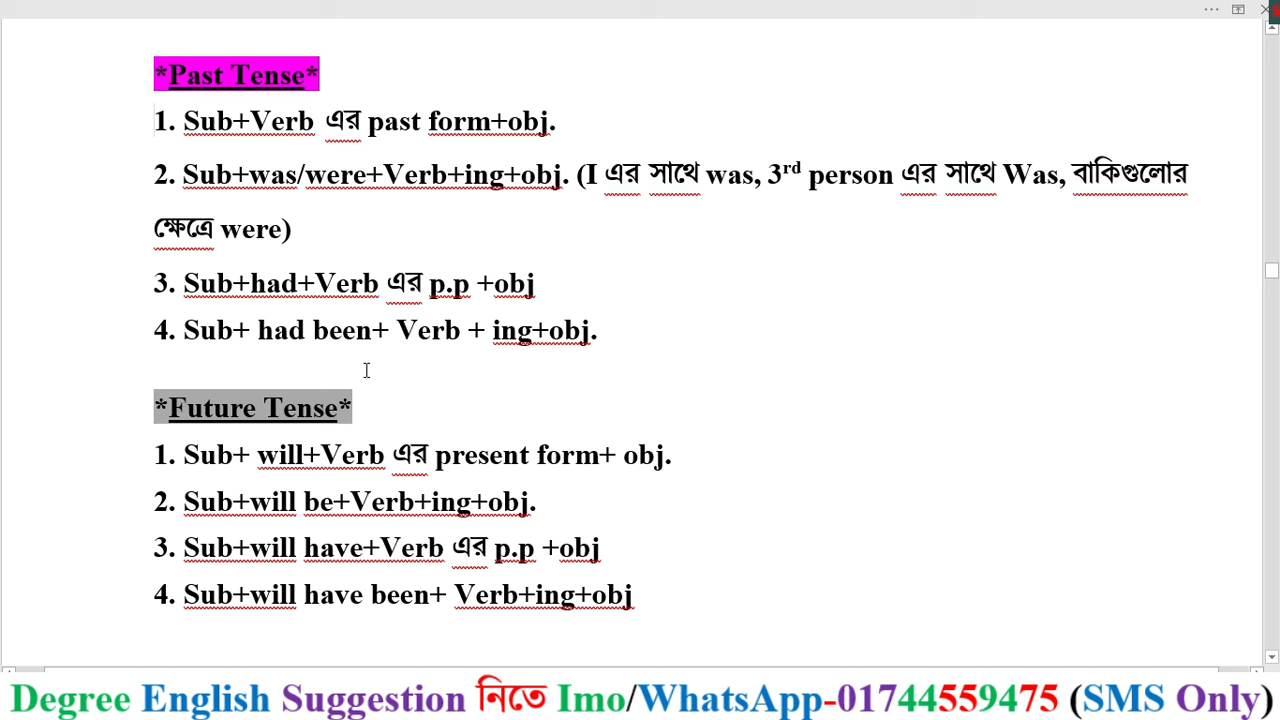 *Past Tense*
1. Sub+Verb এর past form+obj.
2. Sub+was/were+Verb+ing+obj. (I এর সাথে was, 3rd person এর সাথে Was, বাকিগুলোর
ক্ষেত্রে were)
3. Sub+had+Verb এর p.p +obj
4. Sub+ had been+ Verb + ing+obj.
*Future Tense*
1. Sub+ will+Verb এর present form+ obj.
2. Sub+will be+Verb+ing+obj.
3. Sub+will have+Verb এর p.p +obj
4. Sub+will have been+ Verb+ing+obj
Degree English Suggestion নিতে Imo/WhatsApp-01744559475 (SMS Only)